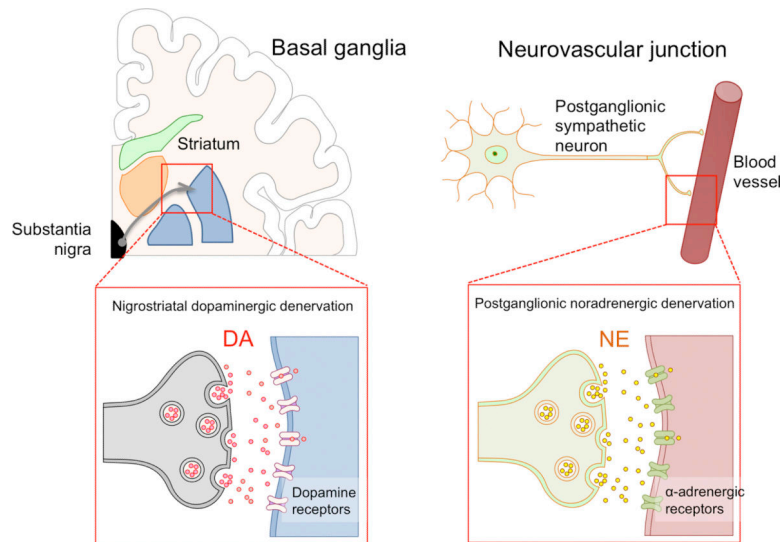 Basal ganglia
Striatum
Substantia
nigra
Nigrostriatal dopaminergic denervation
DA
Dopamine
receptors
Neurovascular junction
Postganglionic
sympathetic
neuron
Blood
vessel
Postganglionic noradrenergic denervation
NE
α-adrenergic
receptors